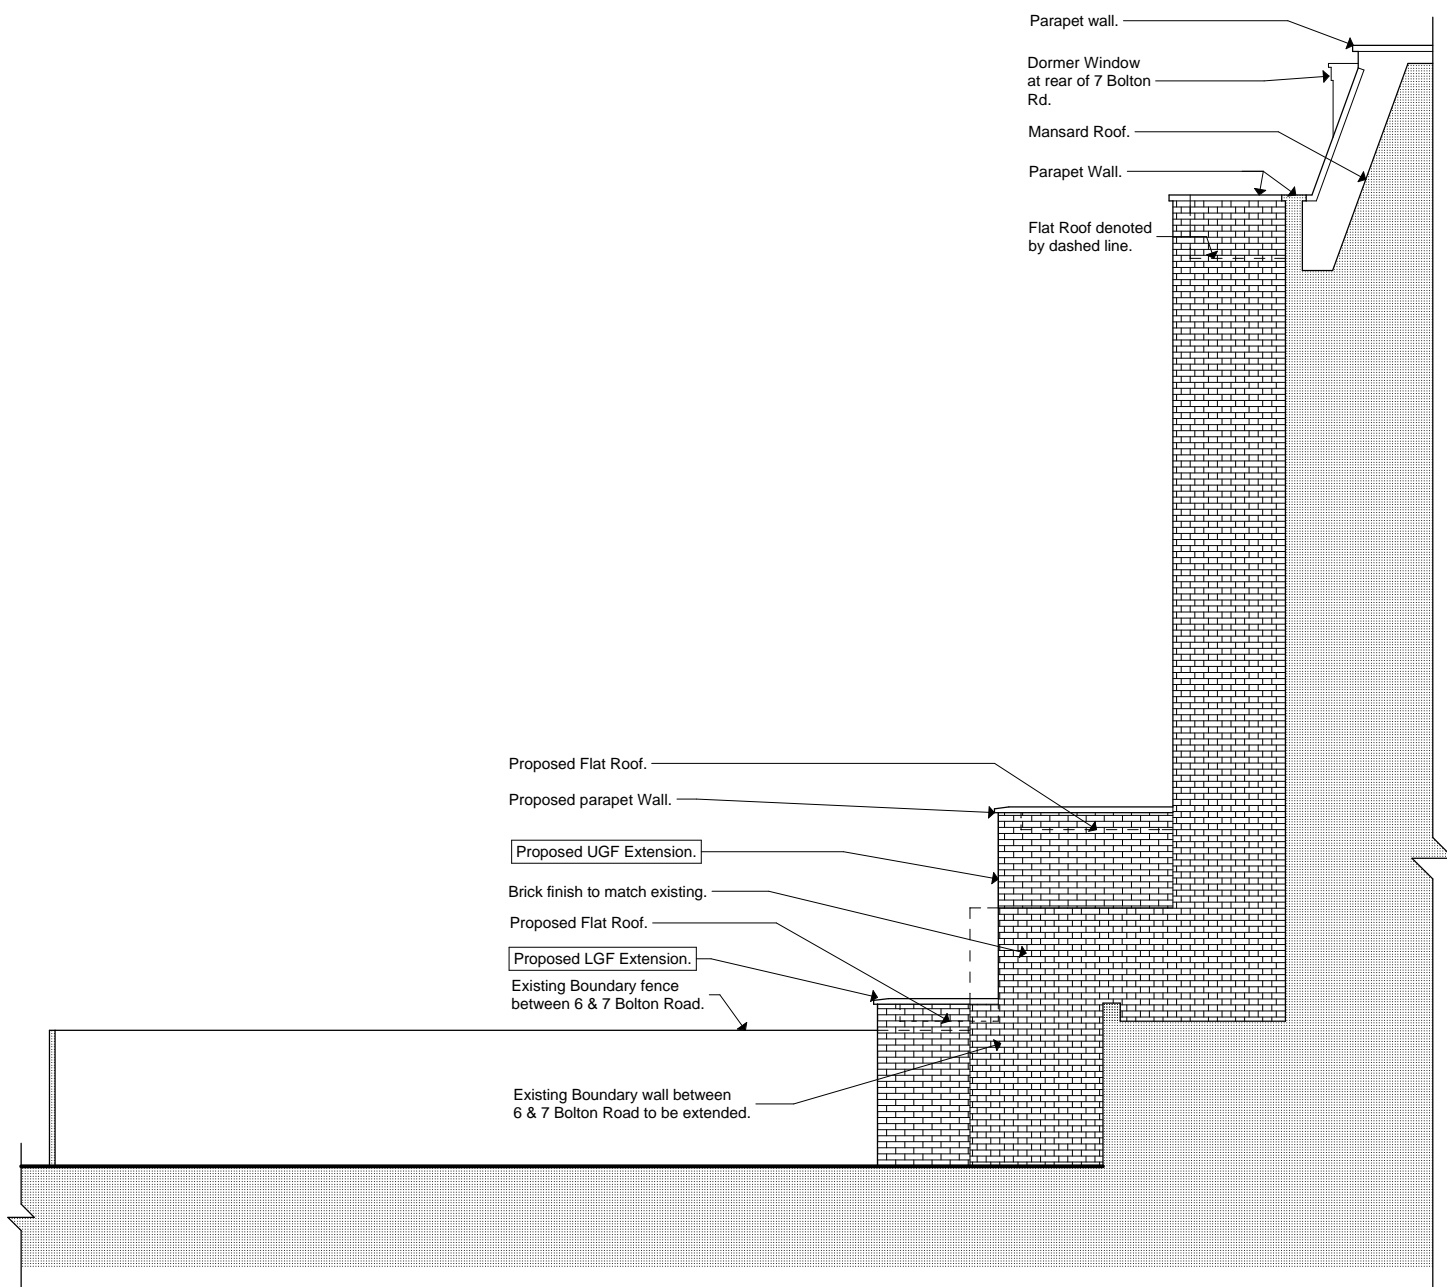 Parapet wall.
Dormer Window
at rear of 7 Bolton
Rd.
Mansard Roof.
Parapet Wall.
Flat Roof denoted
by dashed line.
Proposed Flat Roof.
Proposed parapet Wall.
Proposed UGF Extension.
Brick finish to match existing.
Proposed Flat Roof.
Proposed LGF Extension.
Existing Boundary fence
between 6 & 7 Bolton Road.
Existing Boundary wall between
6 & 7 Bolton Road to be extended.